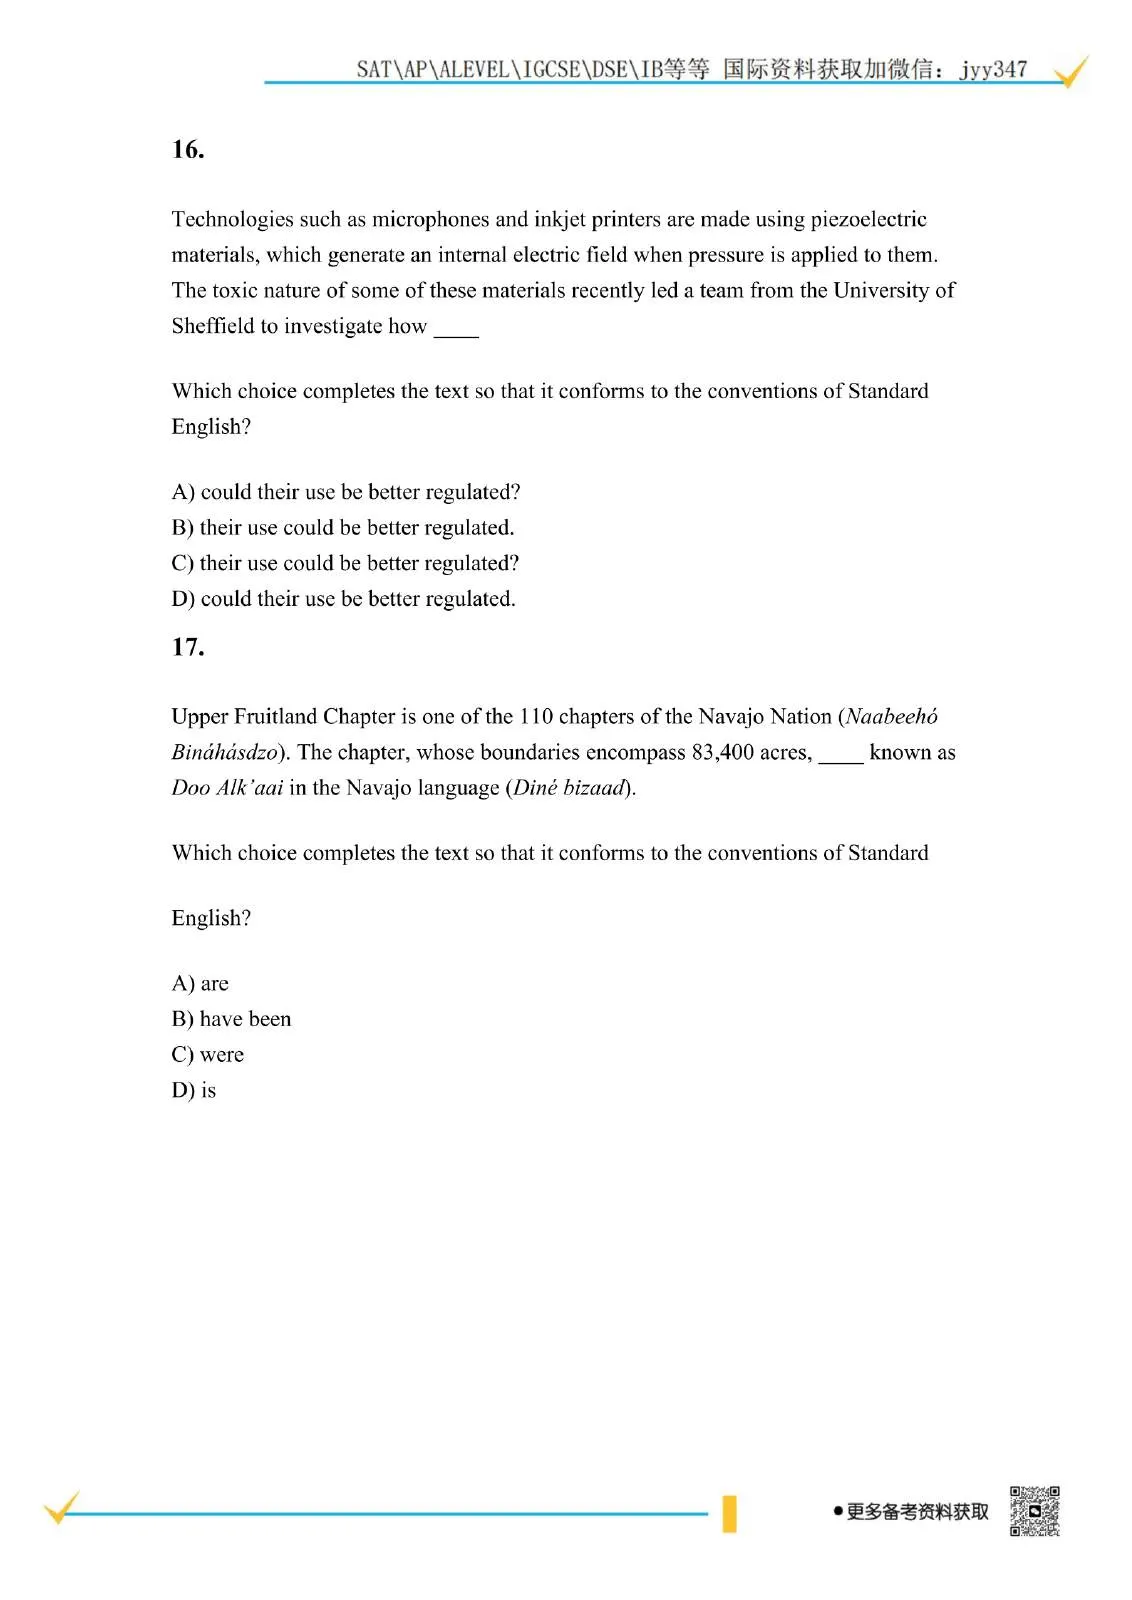 SAT\AP\ALEVEL\IGCSE\DSE\IB等等 国际资料获取加微信：jyy347
16.
Technologies such as microphones and inkjet printers are made using piezoelectric
materials, which generate an internal electric field when pressure is applied to them.
The toxic nature of some of these materials recently led a team from the University of
Sheffield to investigate how ____
Which choice completes the text so that it conforms to the conventions of Standard
English?
A) could their use be better regulated?
B) their use could be better regulated.
C) their use could be better regulated?
D) could their use be better regulated.
17.
Upper Fruitland Chapter is one of the 110 chapters of the Navajo Nation (Naabeehó
Bináhásdzo). The chapter, whose boundaries encompass 83,400 acres, ____ known as
Doo Alk’aai in the Navajo language (Diné bizaad).
Which choice completes the text so that it conforms to the conventions of Standard
English?
A) are
B) have been
C) were
D) is
●更多备考资料获取